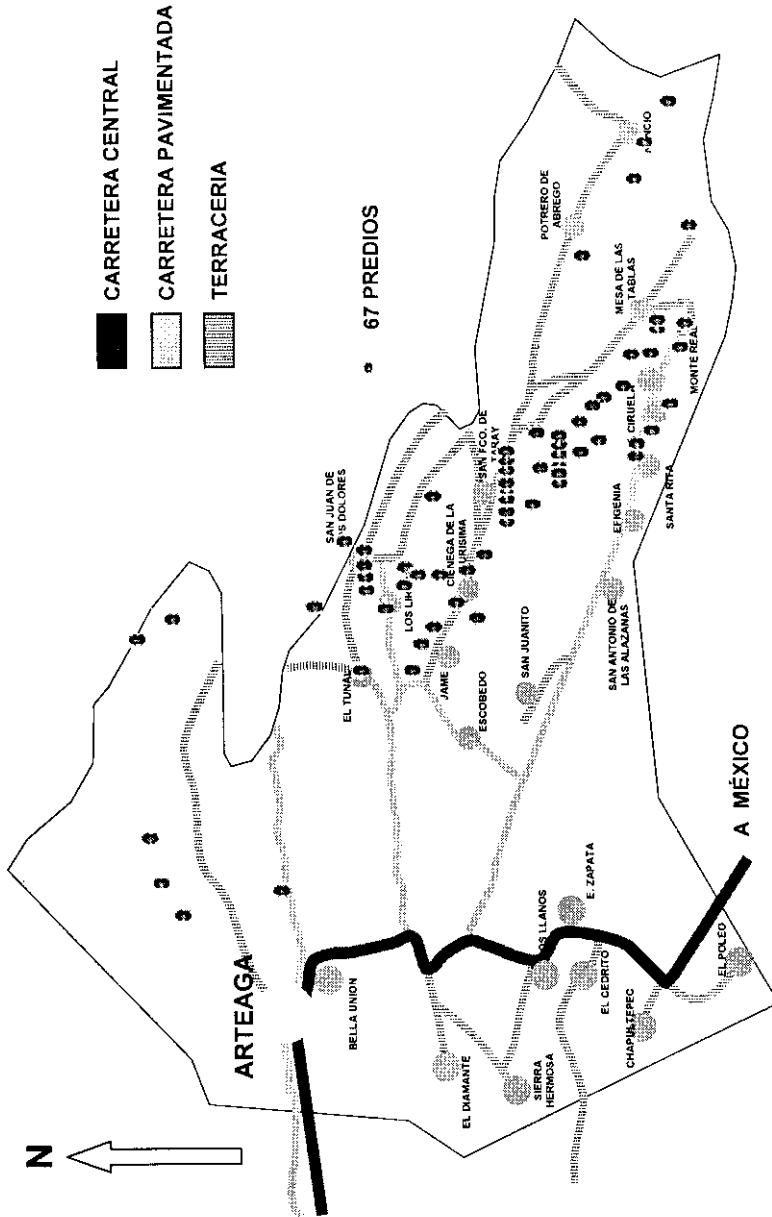 N
CARRETERA CENTRAL
CARRETERA PAVIMENTADA
TERRACERIA
67 PREDIOS
ARTEAGA
BELLA UNION
EL TUNAL
SAN JUAN DE
DOLORES
LOS
JAME
CIENEGA DE LA
SAN FCO. DE
ESCOBEDO
SAN JUANITO
POTRERO DE
ABREGO
MESA DE LAS
TABLAS
MONTE REAL
SANTA RITA
EFIGENIA
SAN ANTONIO DE
LAS ALAZANAS
EL DIAMANTE
SIERRA
HERMOSA
LLANOS
E. ZAPATA
EL CEDRITO
CHAPULTEPEC
EL POLEO
A MÉXICO